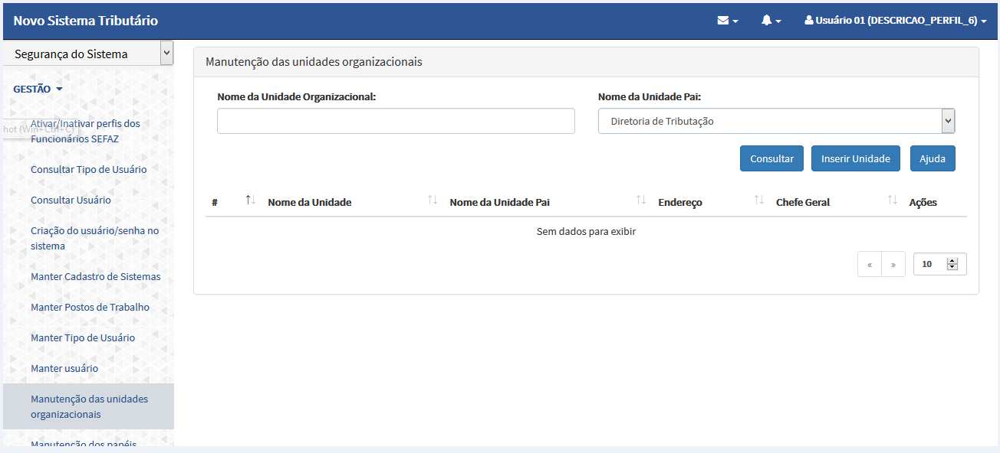 Novo Sistema Tributário
Usuário 01 (DESCRICAO_PERFIL_6)
Segurança do Sistema
GESTÃO
Ativar/Inativar perfis dos
hot (Win+Ctrl+C)
Funcionários SEFAZ
Consultar Tipo de Usuário
Consultar Usuário
Criação do usuário/senha no
sistema
Manter Cadastro de Sistemas
Manter Postos de Trabalho
Manter Tipo de Usuário
Manter usuário
Manutenção das unidades
organizacionais
Manutenção dos papéis
Manutenção das unidades organizacionais
Nome da Unidade Organizacional:
Nome da Unidade Pai:
Diretoria de Tributação
Consultar Inserir Unidade Ajuda
# Nome da Unidade Nome da Unidade Pai Endereço Chefe Geral Ações
Sem dados para exibir
« » 10